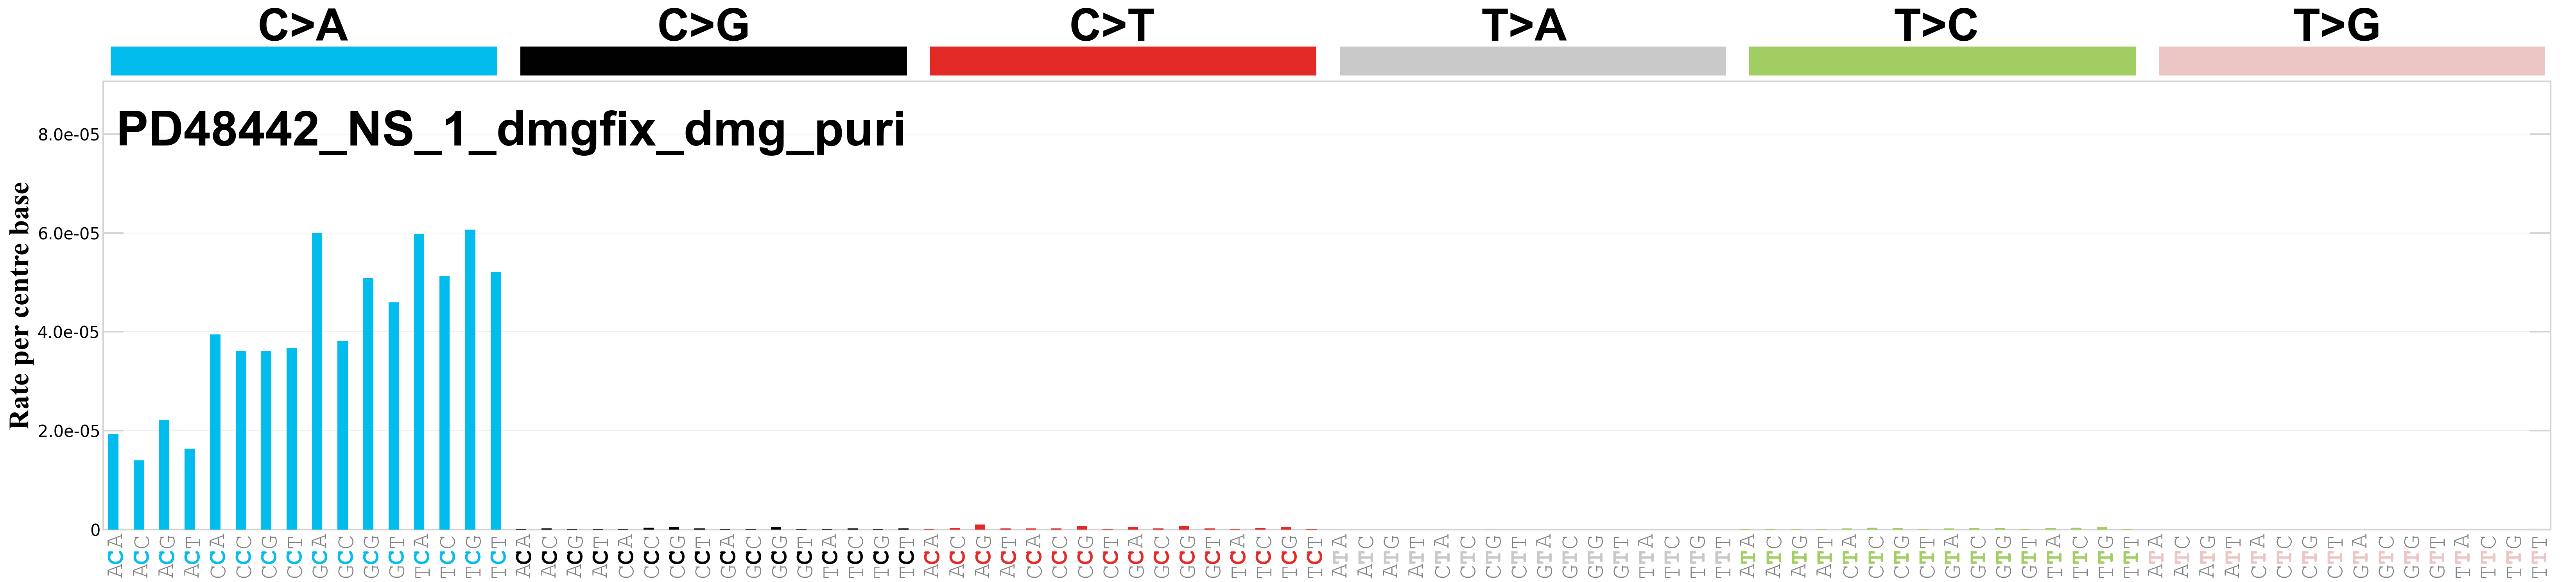 C>A C>G C>T T>A T>C T>G
PD48442_NS_1_dmgfix_dmg_puri
Rate per centre base
8.0e-05
6.0e-05
4.0e-05
2.0e-05
0
ACA ACC ACG ACT CCA CCC CCG CCT GCA GCC GCG GCT TCA TCC TCG TCT ACA ACC ACG ACT CCA CCC CCG CCT GCA GCC GCG GCT TCA TCC TCG TCT ACA ACC ACG ACT CCA CCC CCG CCT GCA GCC GCG GCT TCA TCC TCG TCT ATA ATC ATG ATT CTA CTC CTG CTT GTA GTC GTG GTT TTA TTC TTG TTT ATA ATC ATG ATT CTA CTC CTG CTT GTA GTC GTG GTT TTA TTC TTG TTT ATA ATC ATG ATT CTA CTC CTG CTT GTA GTC GTG GTT TTA TTC TTG TTT